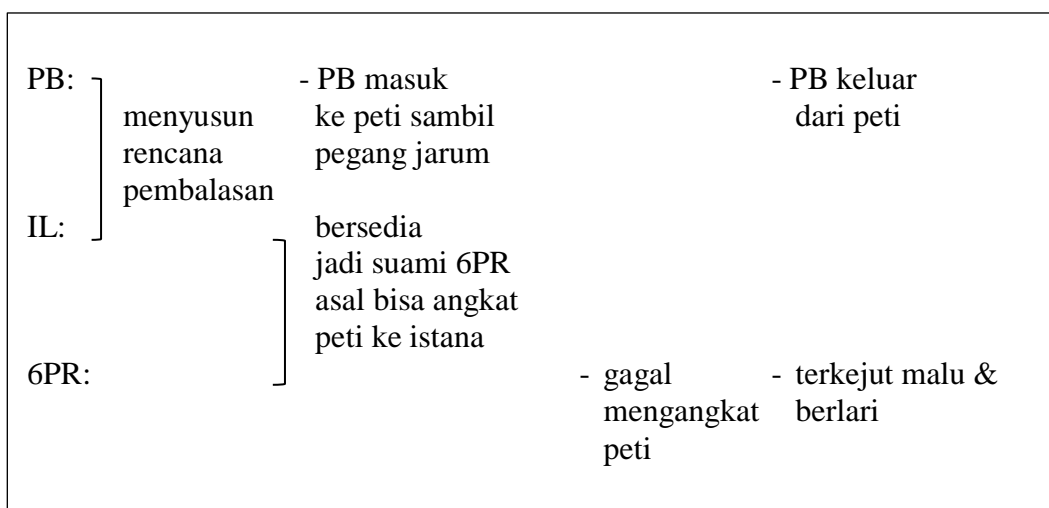 PB: - PB masuk - PB keluar
menyusun ke peti sambil dari peti
rencana pegang jarum
pembalasan
IL: bersedia
jadi suami 6PR
asal bisa angkat
peti ke istana
6PR: - gagal - terkejut malu &
mengangkat berlari
peti